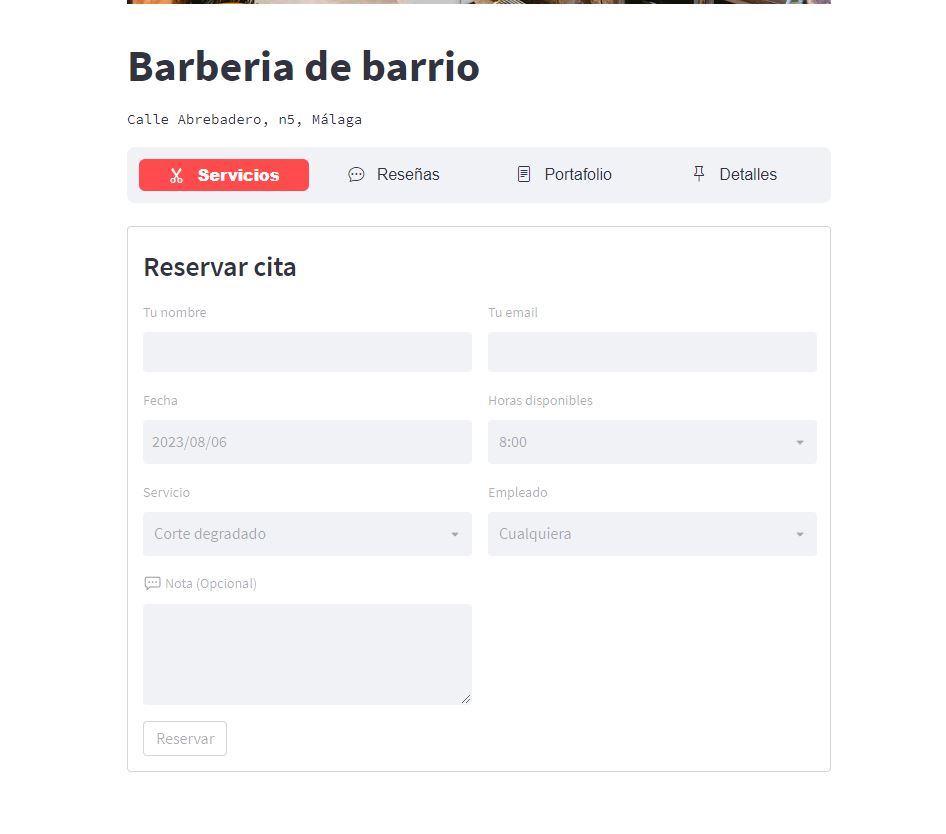 Barberia de barrio
Calle Abrebadero, n5, Málaga
Servicios Reseñas Portafolio Detalles
Reservar cita
Tu nombre Tu email
Fecha Horas disponibles
2023/08/06 8:00
Servicio Empleado
Corte degradado Cualquiera
Nota (Opcional)
Reservar